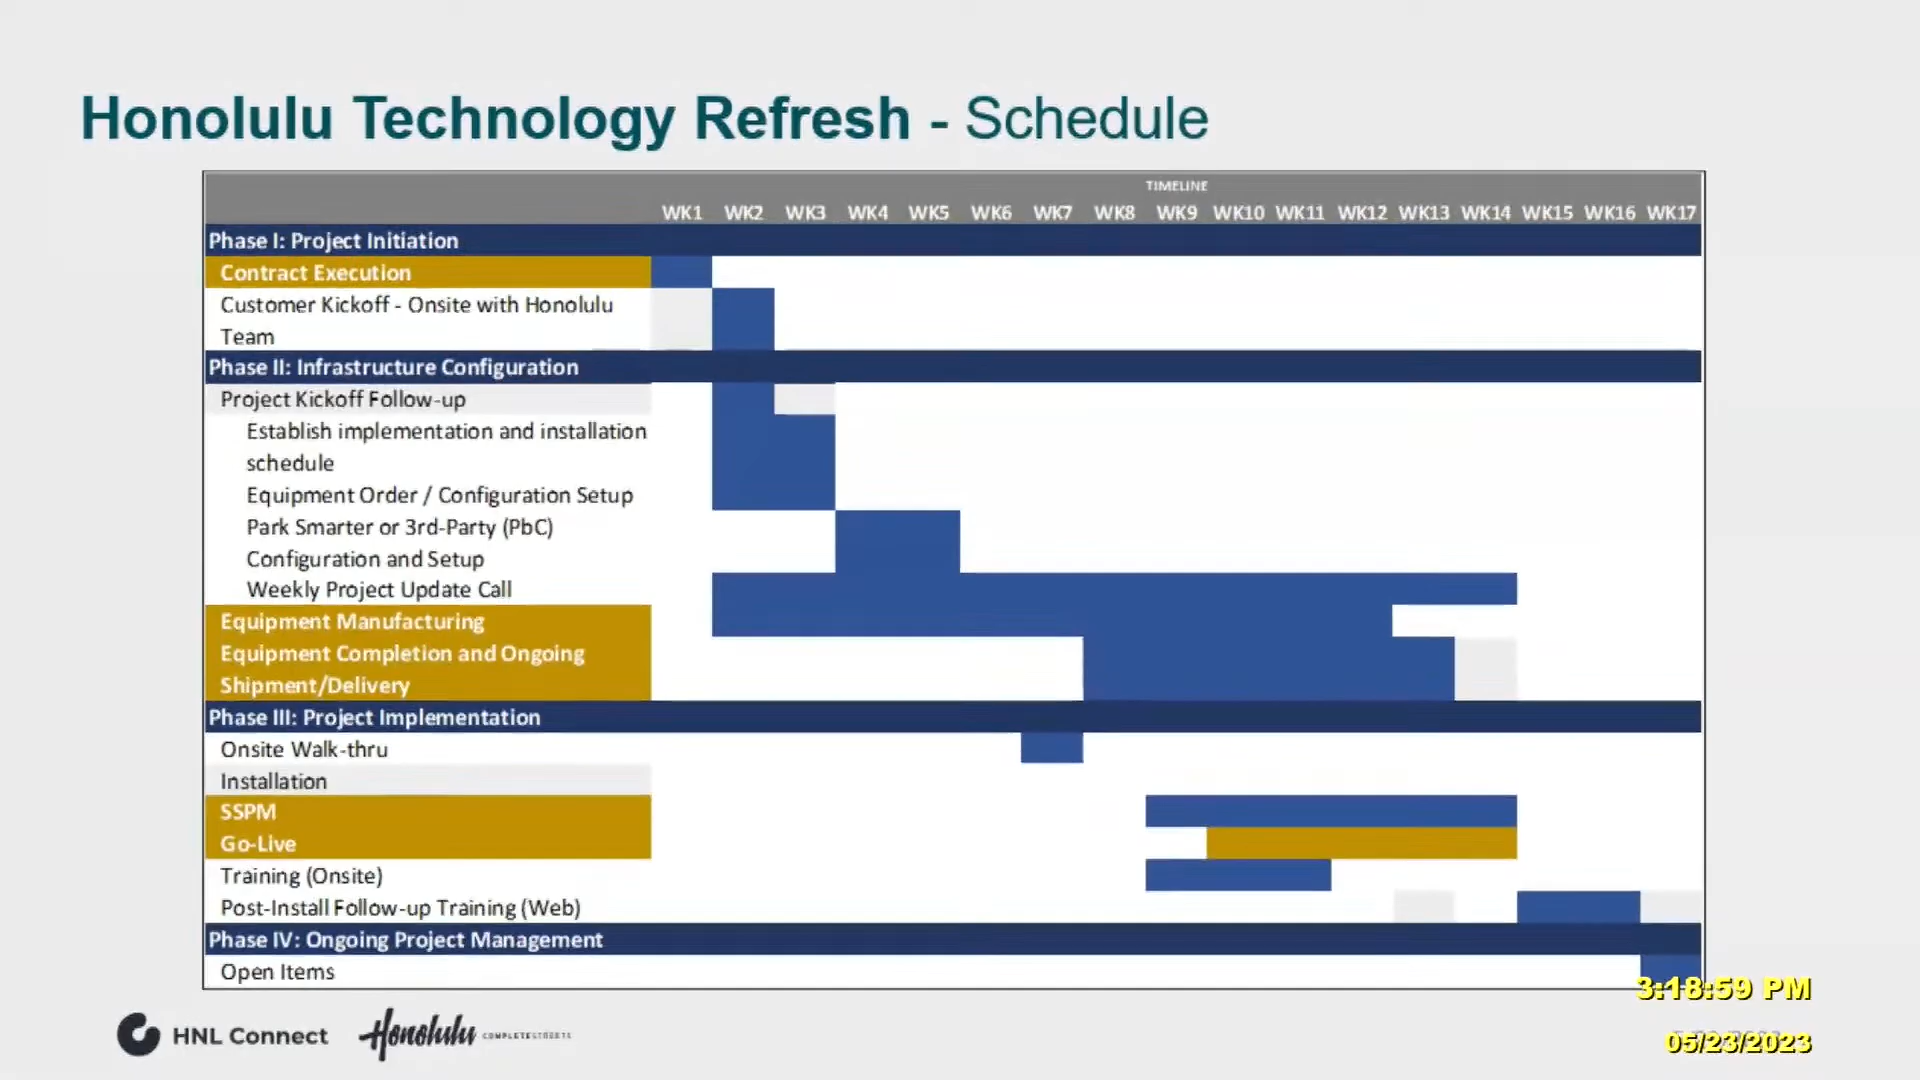 Honolulu Technology Refresh - Schedule
TIMELINE
WK1 WK2 WK3 WK4 WK5 WK6 WK7 WK8 WK9 WK10 WK11 WK12 WK13 WK14 WK15 WK16 WK17
Phase I: Project Initiation
Contract Execution
Customer Kickoff - Onsite with Honolulu
Team
Phase II: Infrastructure Configuration
Project Kickoff Follow-up
Establish implementation and installation
schedule
Equipment Order / Configuration Setup
Park Smarter or 3rd-Party (PbC)
Configuration and Setup
Weekly Project Update Call
Equipment Manufacturing
Equipment Completion and Ongoing
Shipment/Delivery
Phase III: Project Implementation
Onsite Walk-thru
Installation
SSPM
Go-Live
Training (Onsite)
Post-Install Follow-up Training (Web)
Phase IV: Ongoing Project Management
Open Items
3:18:59 PM
HNL Connect
Honolulu COMPLETE STREETS
05/23/2023